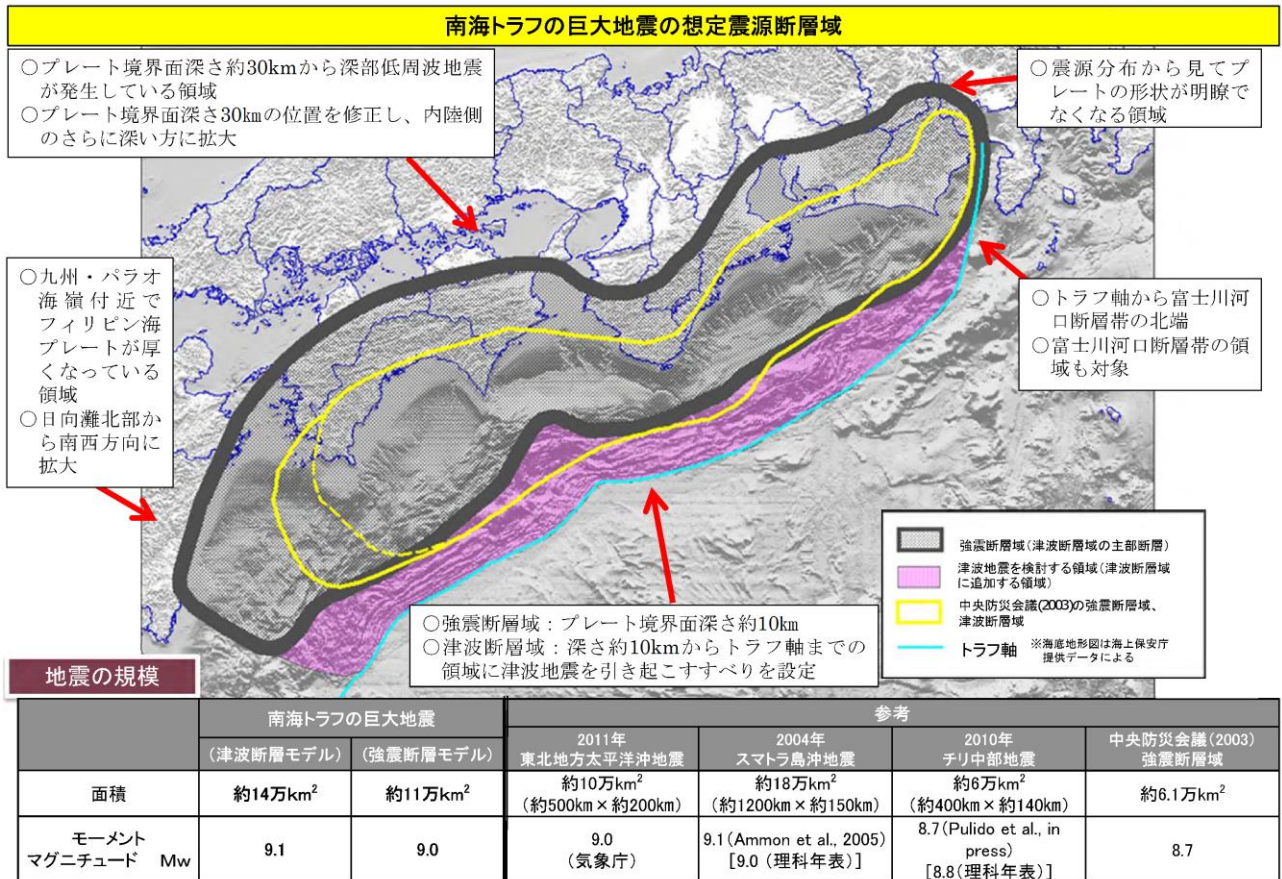 南海トラフの巨大地震の想定震源断層域
○プレート境界面深さ約30kmから深部低周波地震
が発生している領域
○プレート境界面深さ30kmの位置を修正し、内陸側
のさらに深い方に拡大
○震源分布から見てプ
レートの形状が明瞭で
なくなる領域
○九州・パラオ
海嶺付近で
フィリピン海
プレートが厚
くなっている
領域
○日向灘北部か
ら南西方向に
拡大
○トラフ軸から富士川河
口断層帯の北端
○富士川河口断層帯の領
域も対象
強震断層域(津波断層域の主部断層)
津波地震を検討する領域(津波断層域
に追加する領域)
中央防災会議(2003)の強震断層域、
津波断層域
トラフ軸 ※海底地形図は海上保安庁
提供データによる
○強震断層域：プレート境界面深さ約10km
○津波断層域：深さ約10kmからトラフ軸までの
領域に津波地震を引き起こすすべりを設定
地震の規模
南海トラフの巨大地震 参考
(津波断層モデル) (強震断層モデル) 2011年 2004年 2010年 中央防災会議(2003)
東北地方太平洋沖地震 スマトラ島沖地震 チリ中部地震 強震断層域
面積 約14万km² 約11万km² 約10万km² 約18万km² 約6万km² 約6.1万km²
(約500km×約200km) (約1200km×約150km) (約400km×約140km)
モーメント
マグニチュード Mw 9.1 9.0 9.0 9.1(Ammon et al., 2005) 8.7(Pulido et al., in 8.7
(気象庁) [9.0 (理科年表)] press)
[8.8(理科年表)]